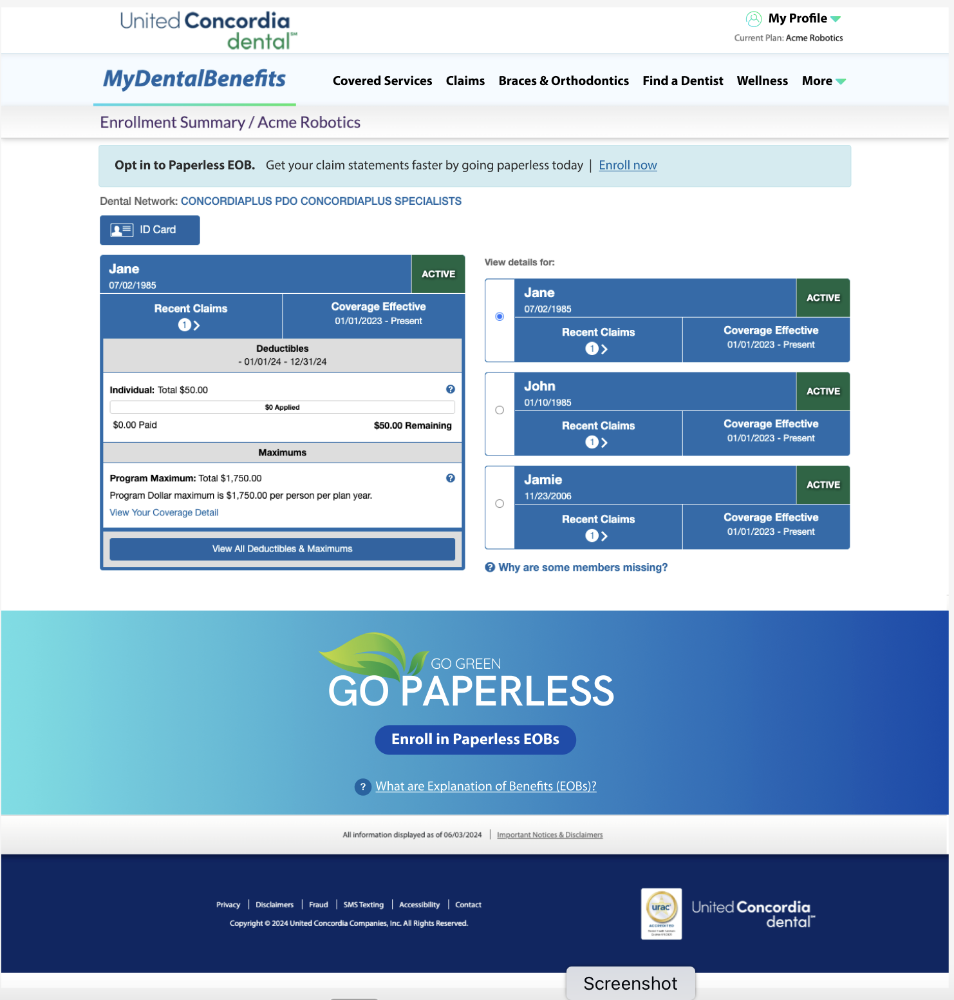 United Concordia
dental℠
My Profile
Current Plan: Acme Robotics
MyDentalBenefits
Covered Services Claims Braces & Orthodontics Find a Dentist Wellness More
Enrollment Summary / Acme Robotics
Opt in to Paperless EOB. Get your claim statements faster by going paperless today | Enroll now
Dental Network: CONCORDIAPLUS PDO CONCORDIAPLUS SPECIALISTS
ID Card
Jane
07/02/1985
ACTIVE
Recent Claims
1
Coverage Effective
01/01/2023 - Present
Deductibles
- 01/01/24 - 12/31/24
Individual: Total $50.00
?
$0 Applied
$0.00 Paid
$50.00 Remaining
Maximums
Program Maximum: Total $1,750.00
?
Program Dollar maximum is $1,750.00 per person per plan year.
View Your Coverage Detail
View All Deductibles & Maximums
View details for:
Jane
07/02/1985
ACTIVE
Recent Claims
1
Coverage Effective
01/01/2023 - Present
John
01/10/1985
ACTIVE
Recent Claims
1
Coverage Effective
01/01/2023 - Present
Jamie
11/23/2006
ACTIVE
Recent Claims
1
Coverage Effective
01/01/2023 - Present
? Why are some members missing?
GO GREEN
GO PAPERLESS
Enroll in Paperless EOBs
? What are Explanation of Benefits (EOBs)?
All information displayed as of 06/03/2024 | Important Notices & Disclaimers
Privacy | Disclaimers | Fraud | SMS Texting | Accessibility | Contact
Copyright © 2024 United Concordia Companies, Inc. All Rights Reserved.
urac
ACCREDITED
United Concordia
dental℠
Screenshot